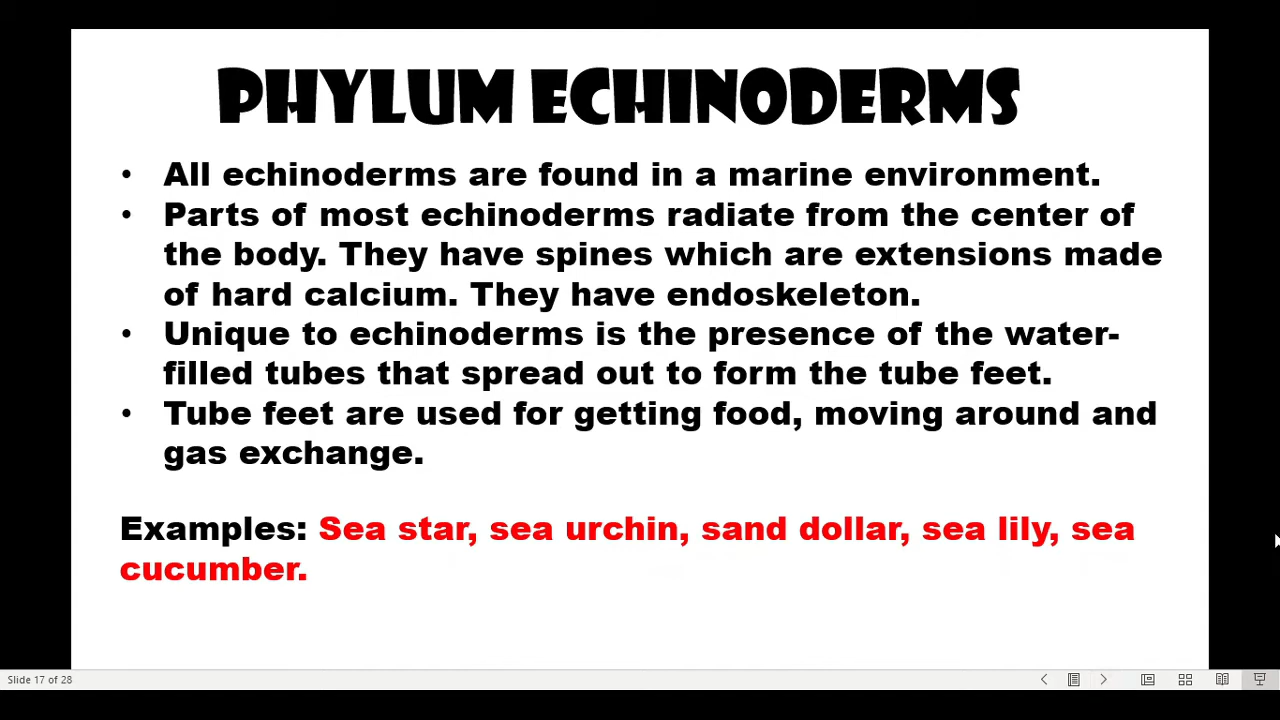 PHYLUM ECHINODERMS
• All echinoderms are found in a marine environment.
• Parts of most echinoderms radiate from the center of
the body. They have spines which are extensions made
of hard calcium. They have endoskeleton.
• Unique to echinoderms is the presence of the water-
filled tubes that spread out to form the tube feet.
• Tube feet are used for getting food, moving around and
gas exchange.
Examples: Sea star, sea urchin, sand dollar, sea lily, sea
cucumber.
Slide 17 of 28